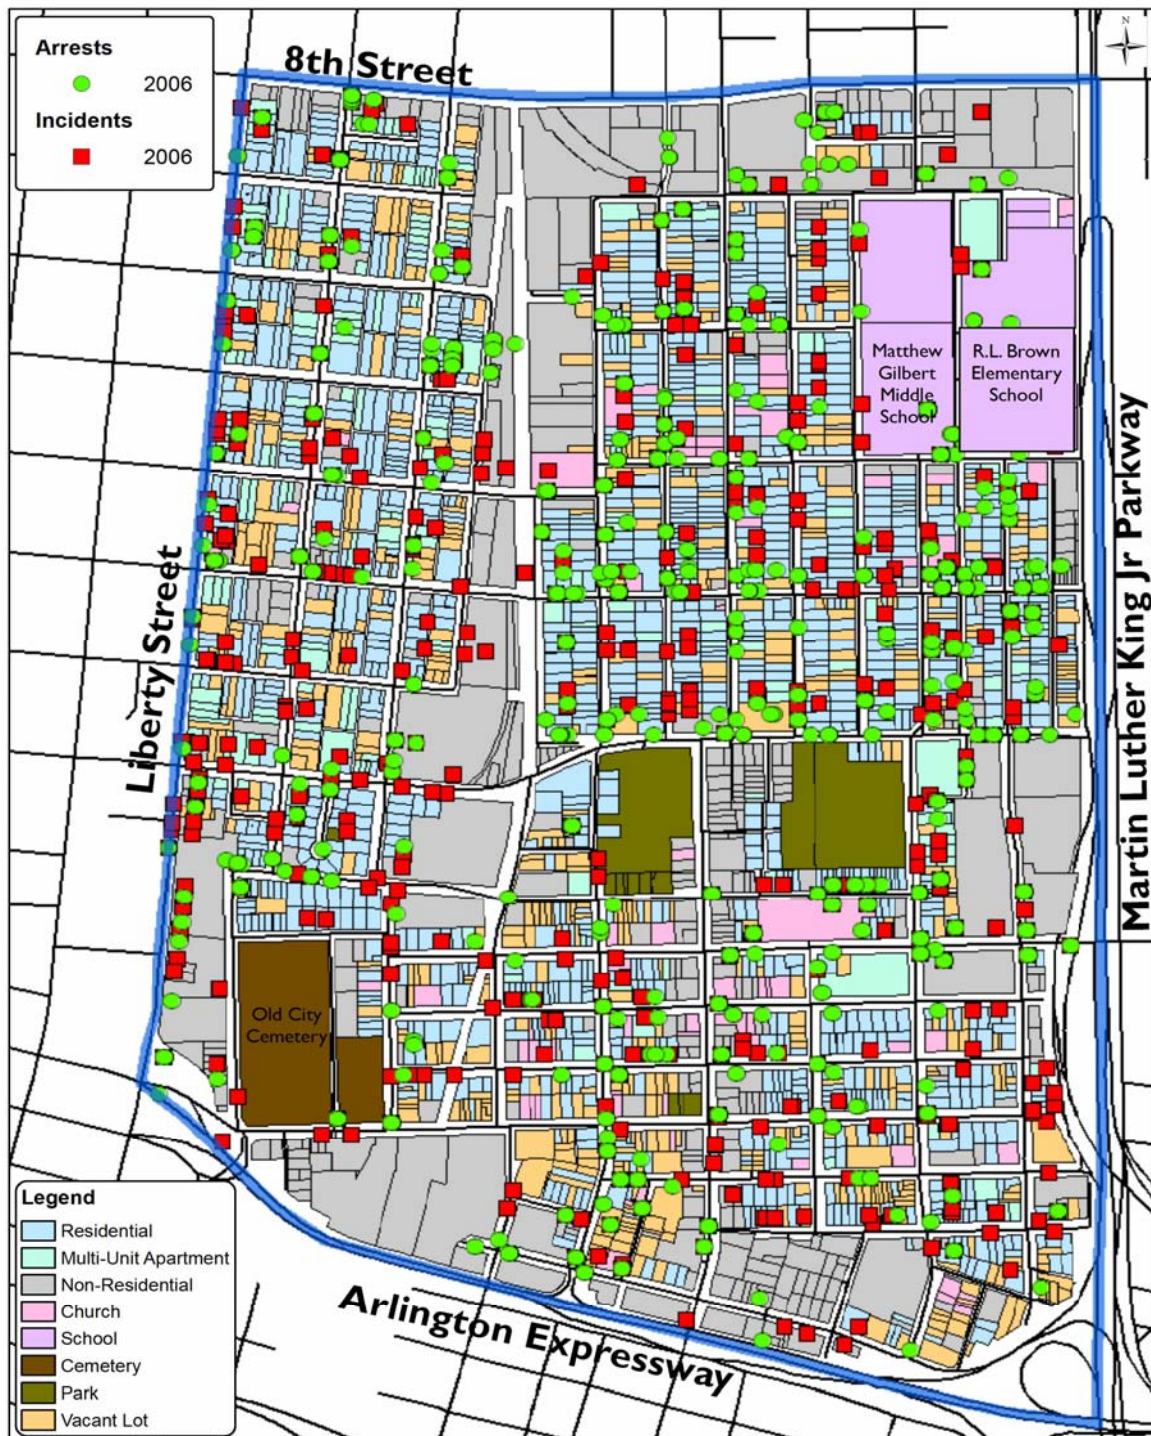 Arrests
2006
Incidents
2006
8th Street
N
Matthew
Gilbert
Middle
School
R.L. Brown
Elementary
School
Martin Luther King Jr Parkway
Liberty Street
Old City
Cemetery
Arlington Expressway
Legend
Residential
Multi-Unit Apartment
Non-Residential
Church
School
Cemetery
Park
Vacant Lot